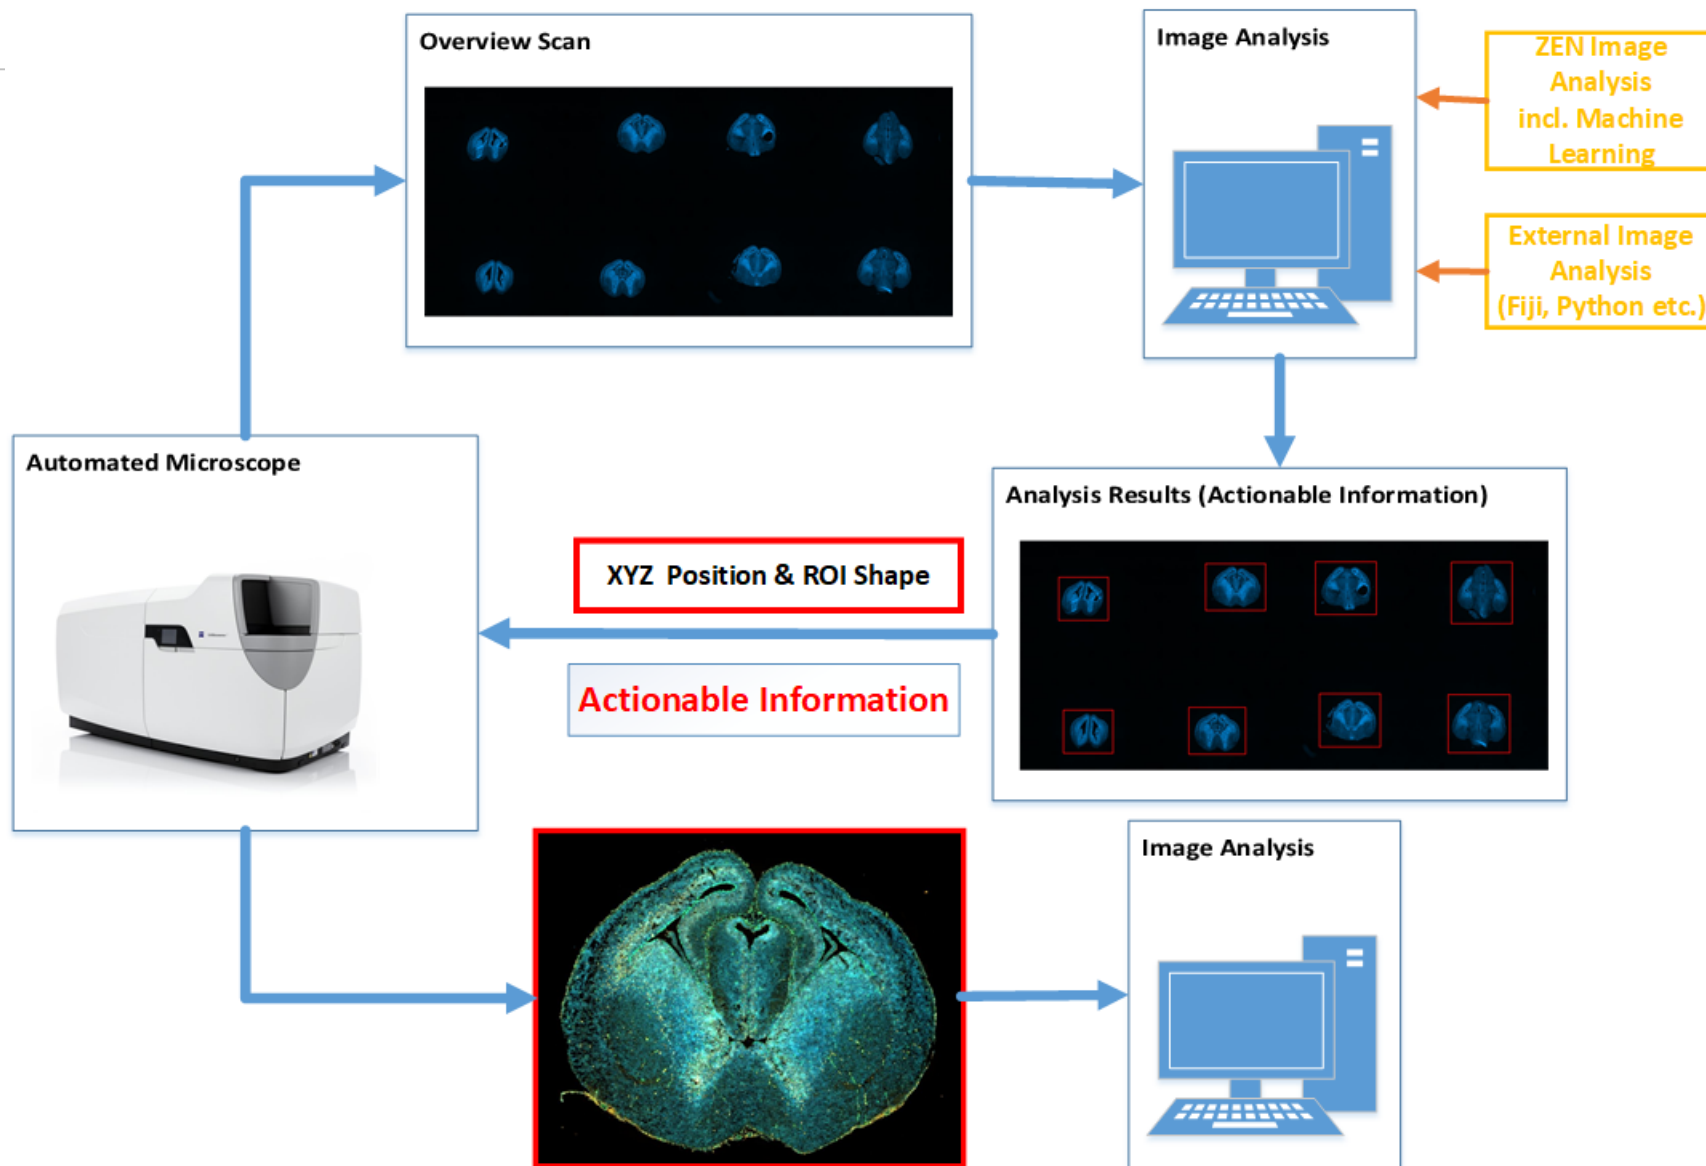 Overview Scan
Image Analysis
ZEN Image
Analysis
incl. Machine
Learning
External Image
Analysis
(Fiji, Python etc.)
Automated Microscope
Analysis Results (Actionable Information)
XYZ Position & ROI Shape
Actionable Information
Image Analysis